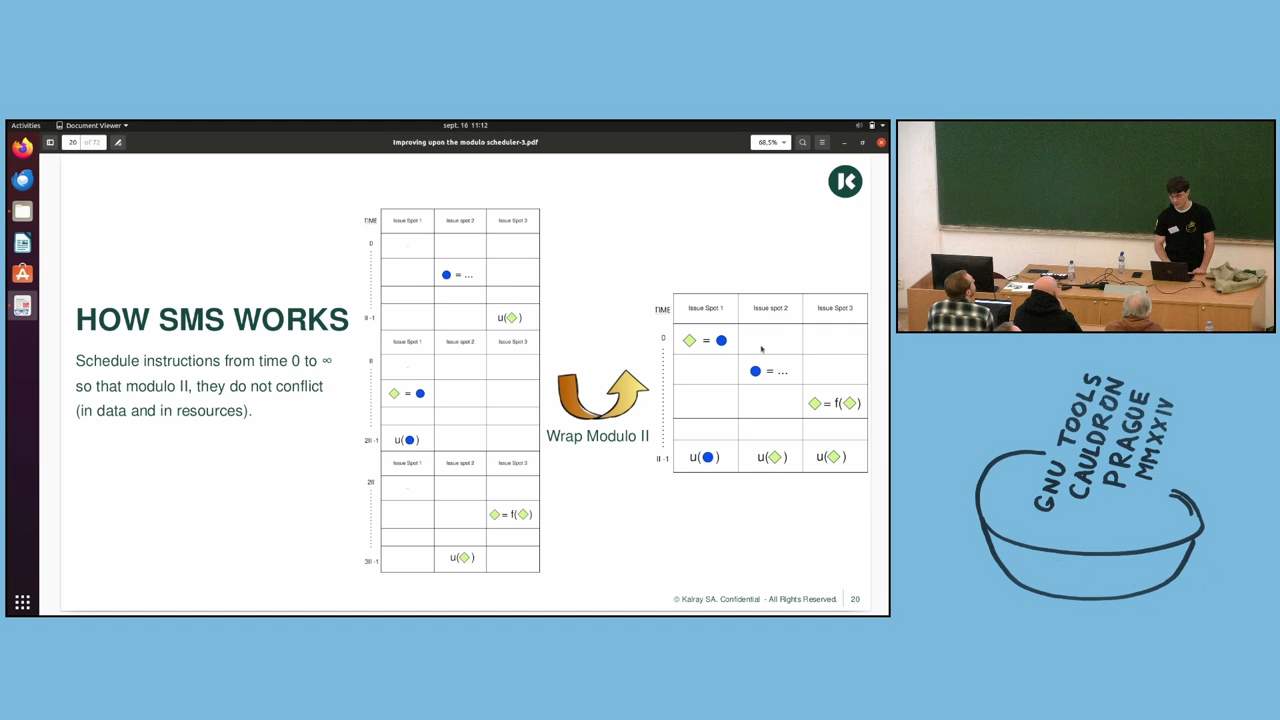 Activities
Document Viewer
sept. 16 11:12
20 of 72
Improving upon the modulo scheduler-3.pdf
68,5%
HOW SMS WORKS
Schedule instructions from time 0 to ∞
so that modulo II, they do not conflict
(in data and in resources).
TIME Issue Spot 1 Issue spot 2 Issue Spot 3
0
= ...
II -1 u( )
Issue Spot 1 Issue spot 2 Issue Spot 3
II
=
2II -1 u( )
Issue Spot 1 Issue spot 2 Issue Spot 3
2II
= f( )
3II -1 u( )
Wrap Modulo II
TIME Issue Spot 1 Issue spot 2 Issue Spot 3
0 =
= ...
= f( )
II -1 u( ) u( ) u( )
© Kalray SA. Confidential - All Rights Reserved. 20
GNU TOOLS
CAULDRON
PRAGUE
MMXXIV